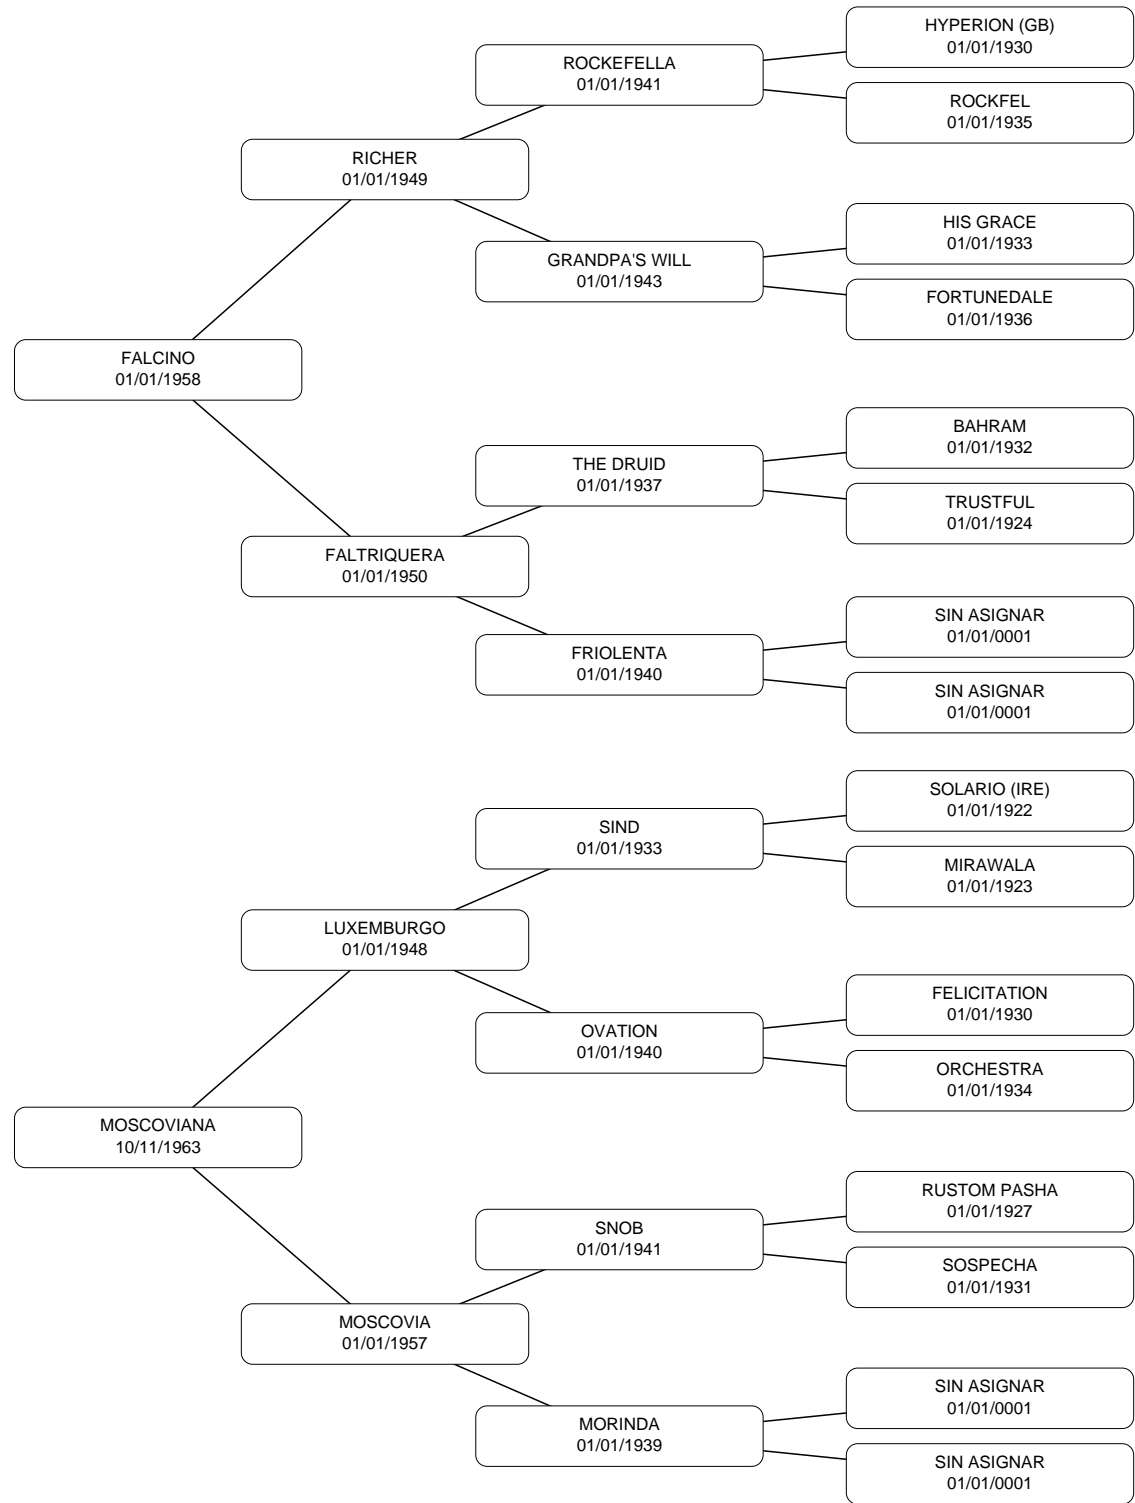 HYPERION (GB)
01/01/1930
ROCKEFELLA
01/01/1941
ROCKFEL
01/01/1935
RICHER
01/01/1949
HIS GRACE
01/01/1933
GRANDPA'S WILL
01/01/1943
FORTUNEDALE
01/01/1936
FALCINO
01/01/1958
BAHRAM
01/01/1932
THE DRUID
01/01/1937
TRUSTFUL
01/01/1924
FALTRIQUERA
01/01/1950
SIN ASIGNAR
01/01/0001
FRIOLENTA
01/01/1940
SIN ASIGNAR
01/01/0001
SOLARIO (IRE)
01/01/1922
SIND
01/01/1933
MIRAWALA
01/01/1923
LUXEMBURGO
01/01/1948
FELICITATION
01/01/1930
OVATION
01/01/1940
ORCHESTRA
01/01/1934
MOSCOVIANA
10/11/1963
RUSTOM PASHA
01/01/1927
SNOB
01/01/1941
SOSPECHA
01/01/1931
MOSCOVIA
01/01/1957
SIN ASIGNAR
01/01/0001
MORINDA
01/01/1939
SIN ASIGNAR
01/01/0001